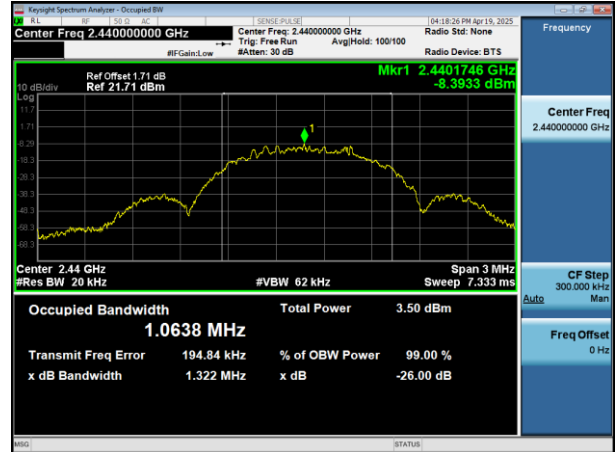 Keysight Spectrum Analyzer - Occupied BW
RL RF 50 Ω AC SENSE:PULSE 04:18:26 PM Apr 19, 2025
Center Freq 2.440000000 GHz
Center Freq: 2.440000000 GHz Radio Std: None
Trig: Free Run Avg|Hold: 100/100
#IFGain:Low #Atten: 30 dB Radio Device: BTS
Frequency
Mkr1 2.4401746 GHz
-8.3933 dBm
Ref Offset 1.71 dB
10 dB/div Ref 21.71 dBm
Log
11.7
1.71
-8.29
-18.3
-28.3
-38.3
-48.3
-58.3
-68.3
1
Center Freq
2.440000000 GHz
Center 2.44 GHz Span 3 MHz
#Res BW 20 kHz #VBW 62 kHz Sweep 7.333 ms
CF Step
300.000 kHz
Auto Man
Occupied Bandwidth Total Power 3.50 dBm
1.0638 MHz
Transmit Freq Error 194.84 kHz % of OBW Power 99.00 %
x dB Bandwidth 1.322 MHz x dB -26.00 dB
Freq Offset
0 Hz
MSG STATUS